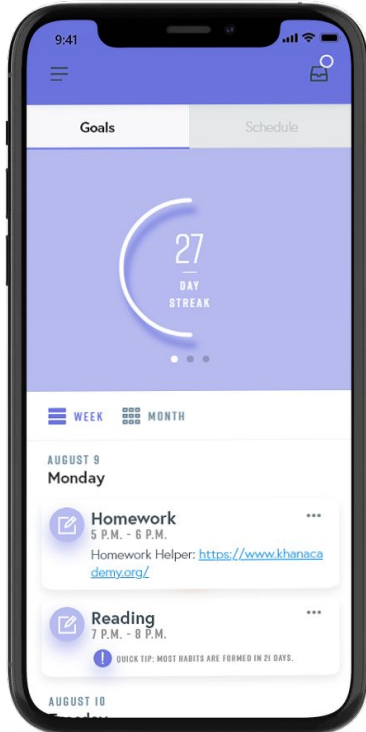 9:41
Goals
Schedule
27
DAY
STREAK
WEEK
MONTH
AUGUST 9
Monday
Homework
5 P.M. - 6 P.M.
Homework Helper: https://www.khanaca
demy.org/
Reading
7 P.M. - 8 P.M.
QUICK TIP: MOST HABITS ARE FORMED IN 21 DAYS.
AUGUST 10
Tuesday